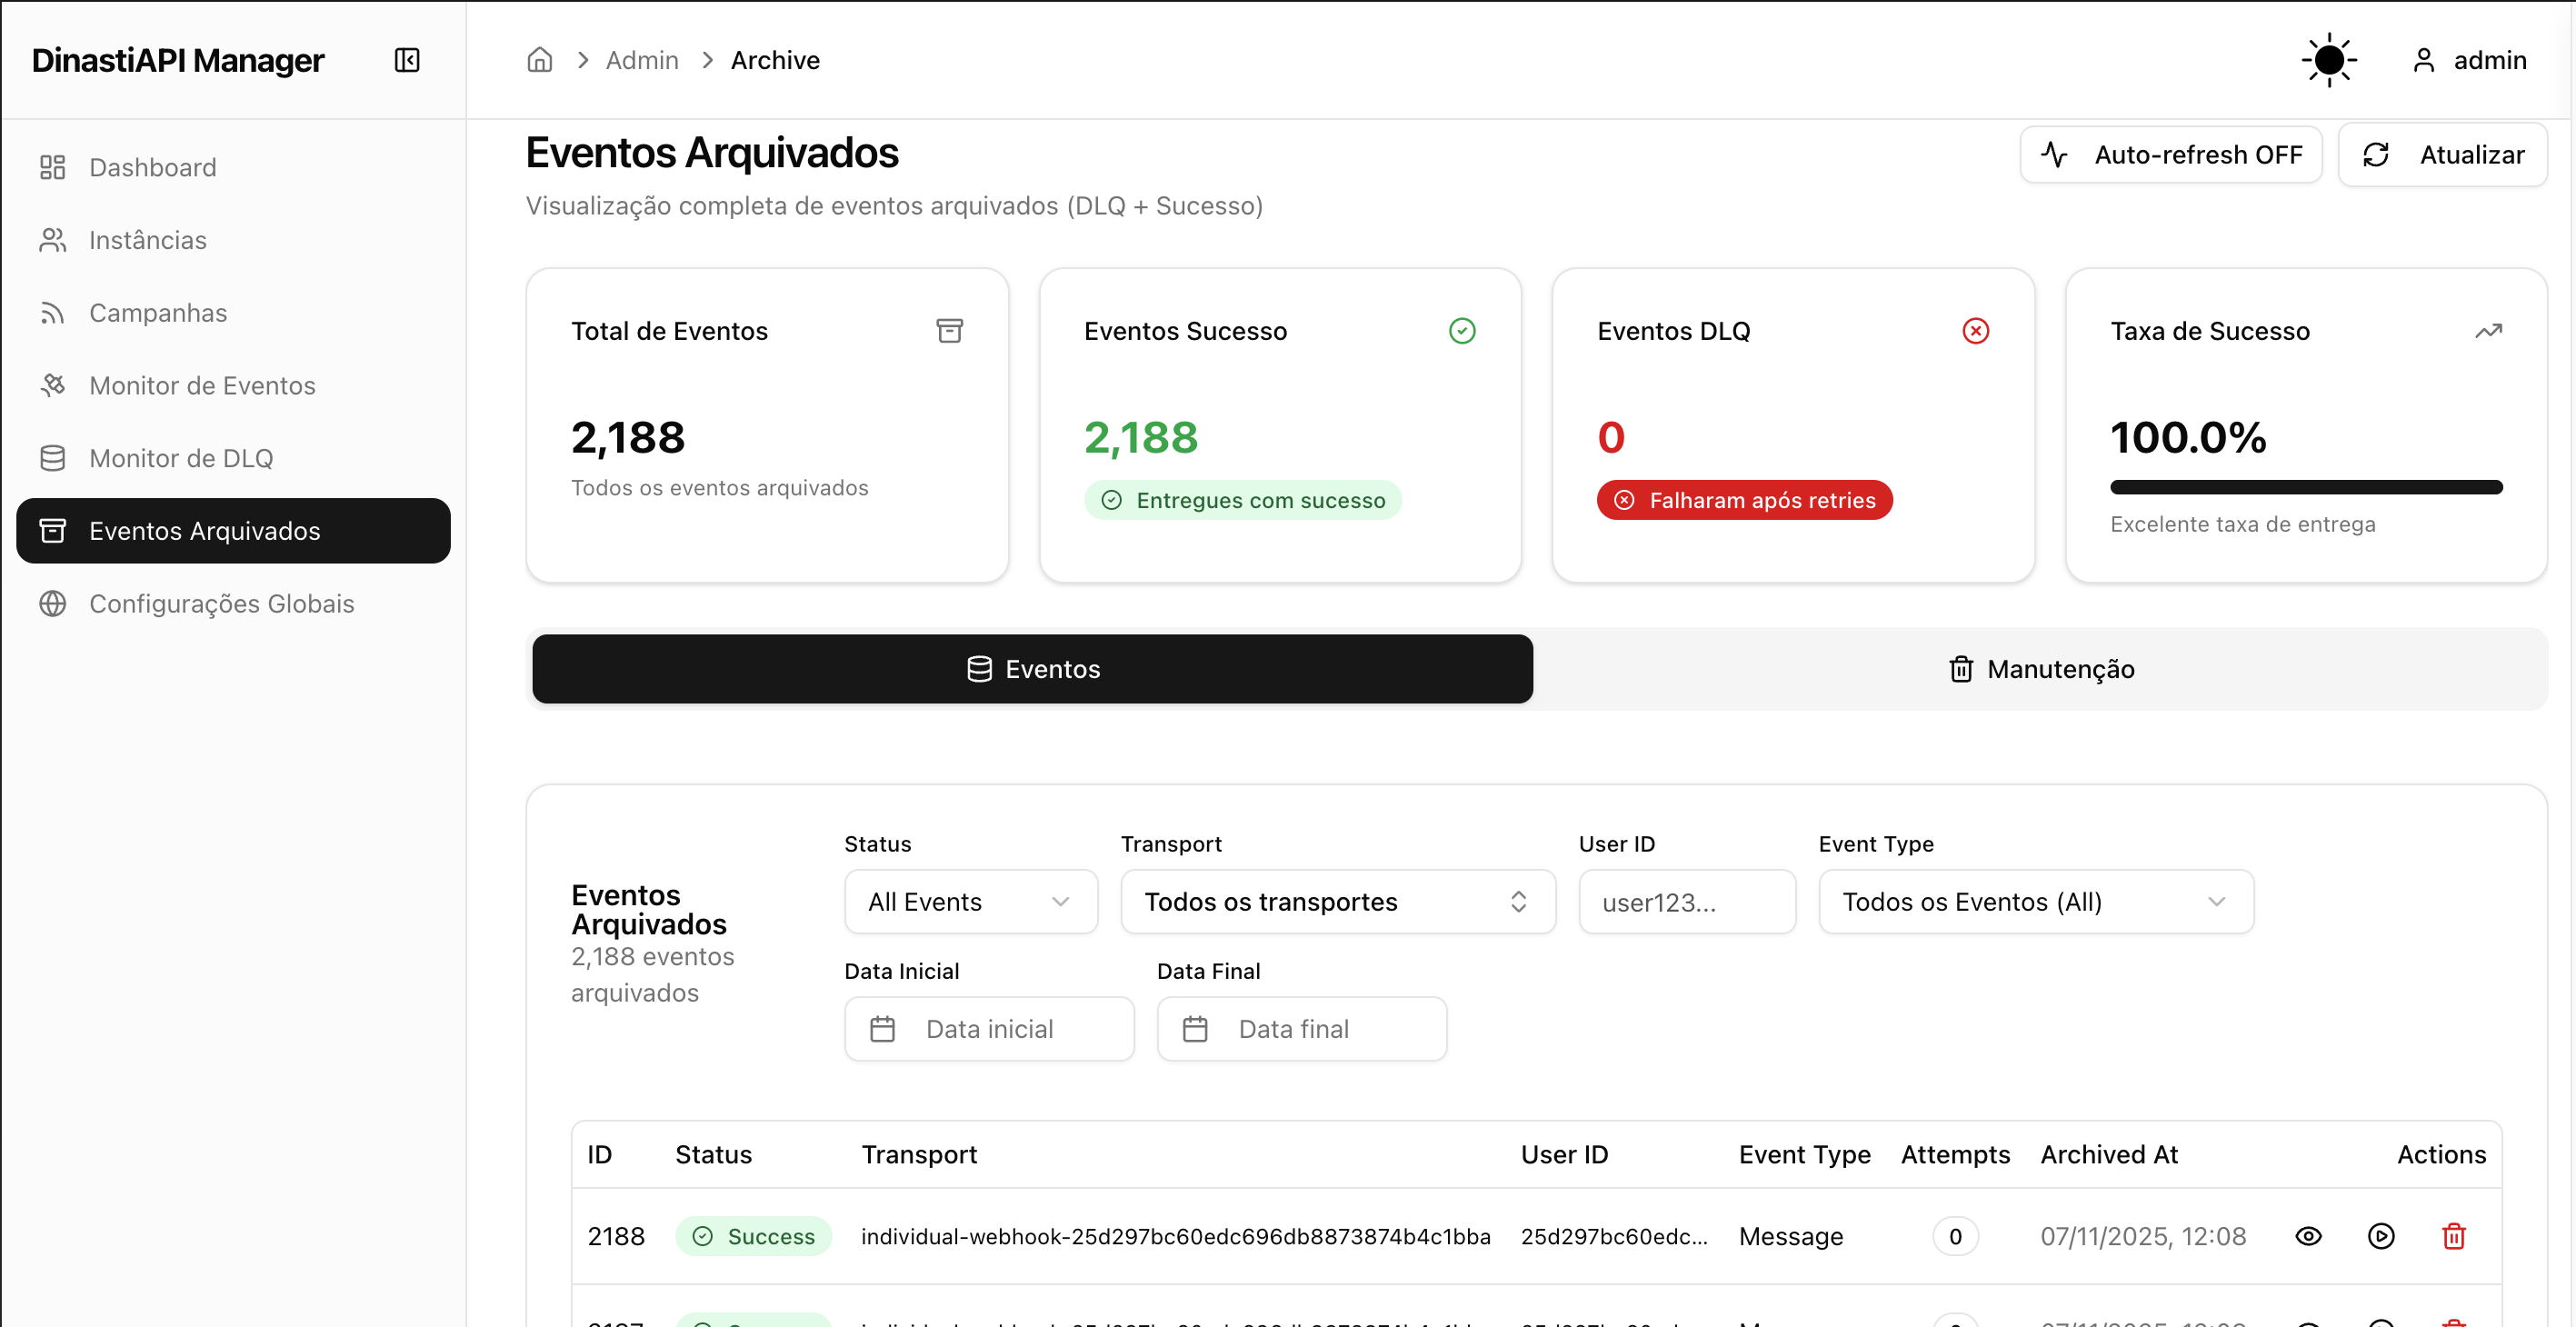 DinastiAPI Manager
Admin
Archive
admin
Dashboard
Instâncias
Campanhas
Monitor de Eventos
Monitor de DLQ
Eventos Arquivados
Configurações Globais
Eventos Arquivados
Visualização completa de eventos arquivados (DLQ + Sucesso)
Auto-refresh OFF
Atualizar
Total de Eventos
2,188
Todos os eventos arquivados
Eventos Sucesso
2,188
Entregues com sucesso
Eventos DLQ
0
Falharam após retries
Taxa de Sucesso
100.0%
Excelente taxa de entrega
Eventos
Manutenção
Eventos
Arquivados
2,188 eventos
arquivados
Status
All Events
Transport
Todos os transportes
User ID
user123...
Event Type
Todos os Eventos (All)
Data Inicial
Data inicial
Data Final
Data final
ID Status Transport User ID Event Type Attempts Archived At Actions
2188 Success individual-webhook-25d297bc60edc696db8873874b4c1bba 25d297bc60edc... Message 0 07/11/2025, 12:08